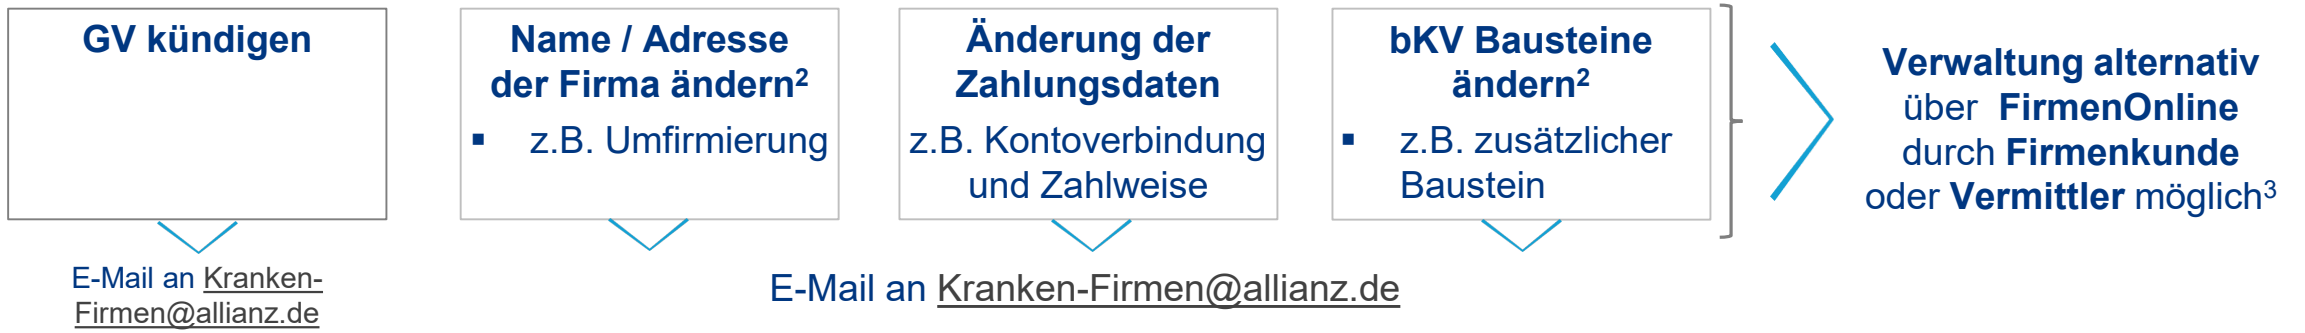 GV kündigen
E-Mail an Kranken-
Firmen@allianz.de
Name / Adresse
der Firma ändern²
▪ z.B. Umfirmierung
Änderung der
Zahlungsdaten
z.B. Kontoverbindung
und Zahlweise
bKV Bausteine
ändern²
▪ z.B. zusätzlicher
Baustein
E-Mail an Kranken-Firmen@allianz.de
Verwaltung alternativ
über FirmenOnline
durch Firmenkunde
oder Vermittler möglich³